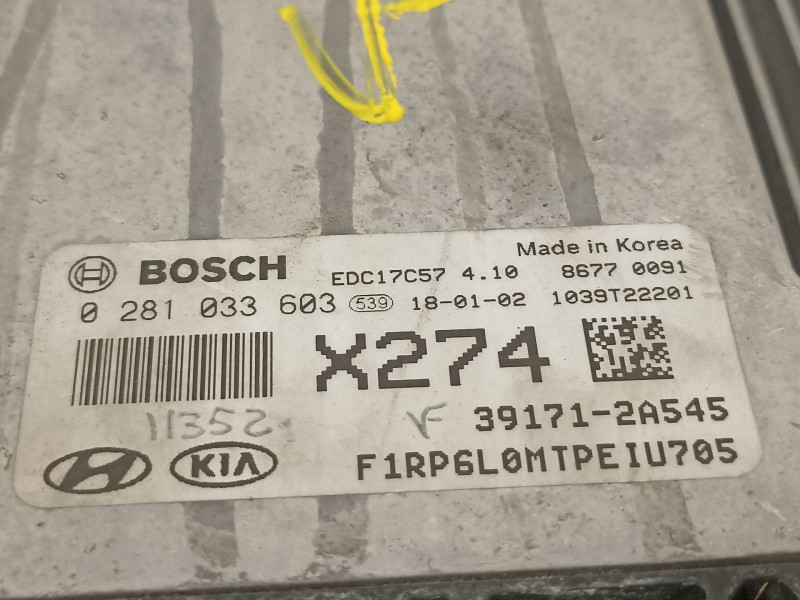 Made in Korea
BOSCH EDC17C57 4.10 8677 0091
0 281 033 603 539 18-01-02 1039T22201
X274
11352 VF 39171-2A545
KIA F1RP6L0MTPEIU705